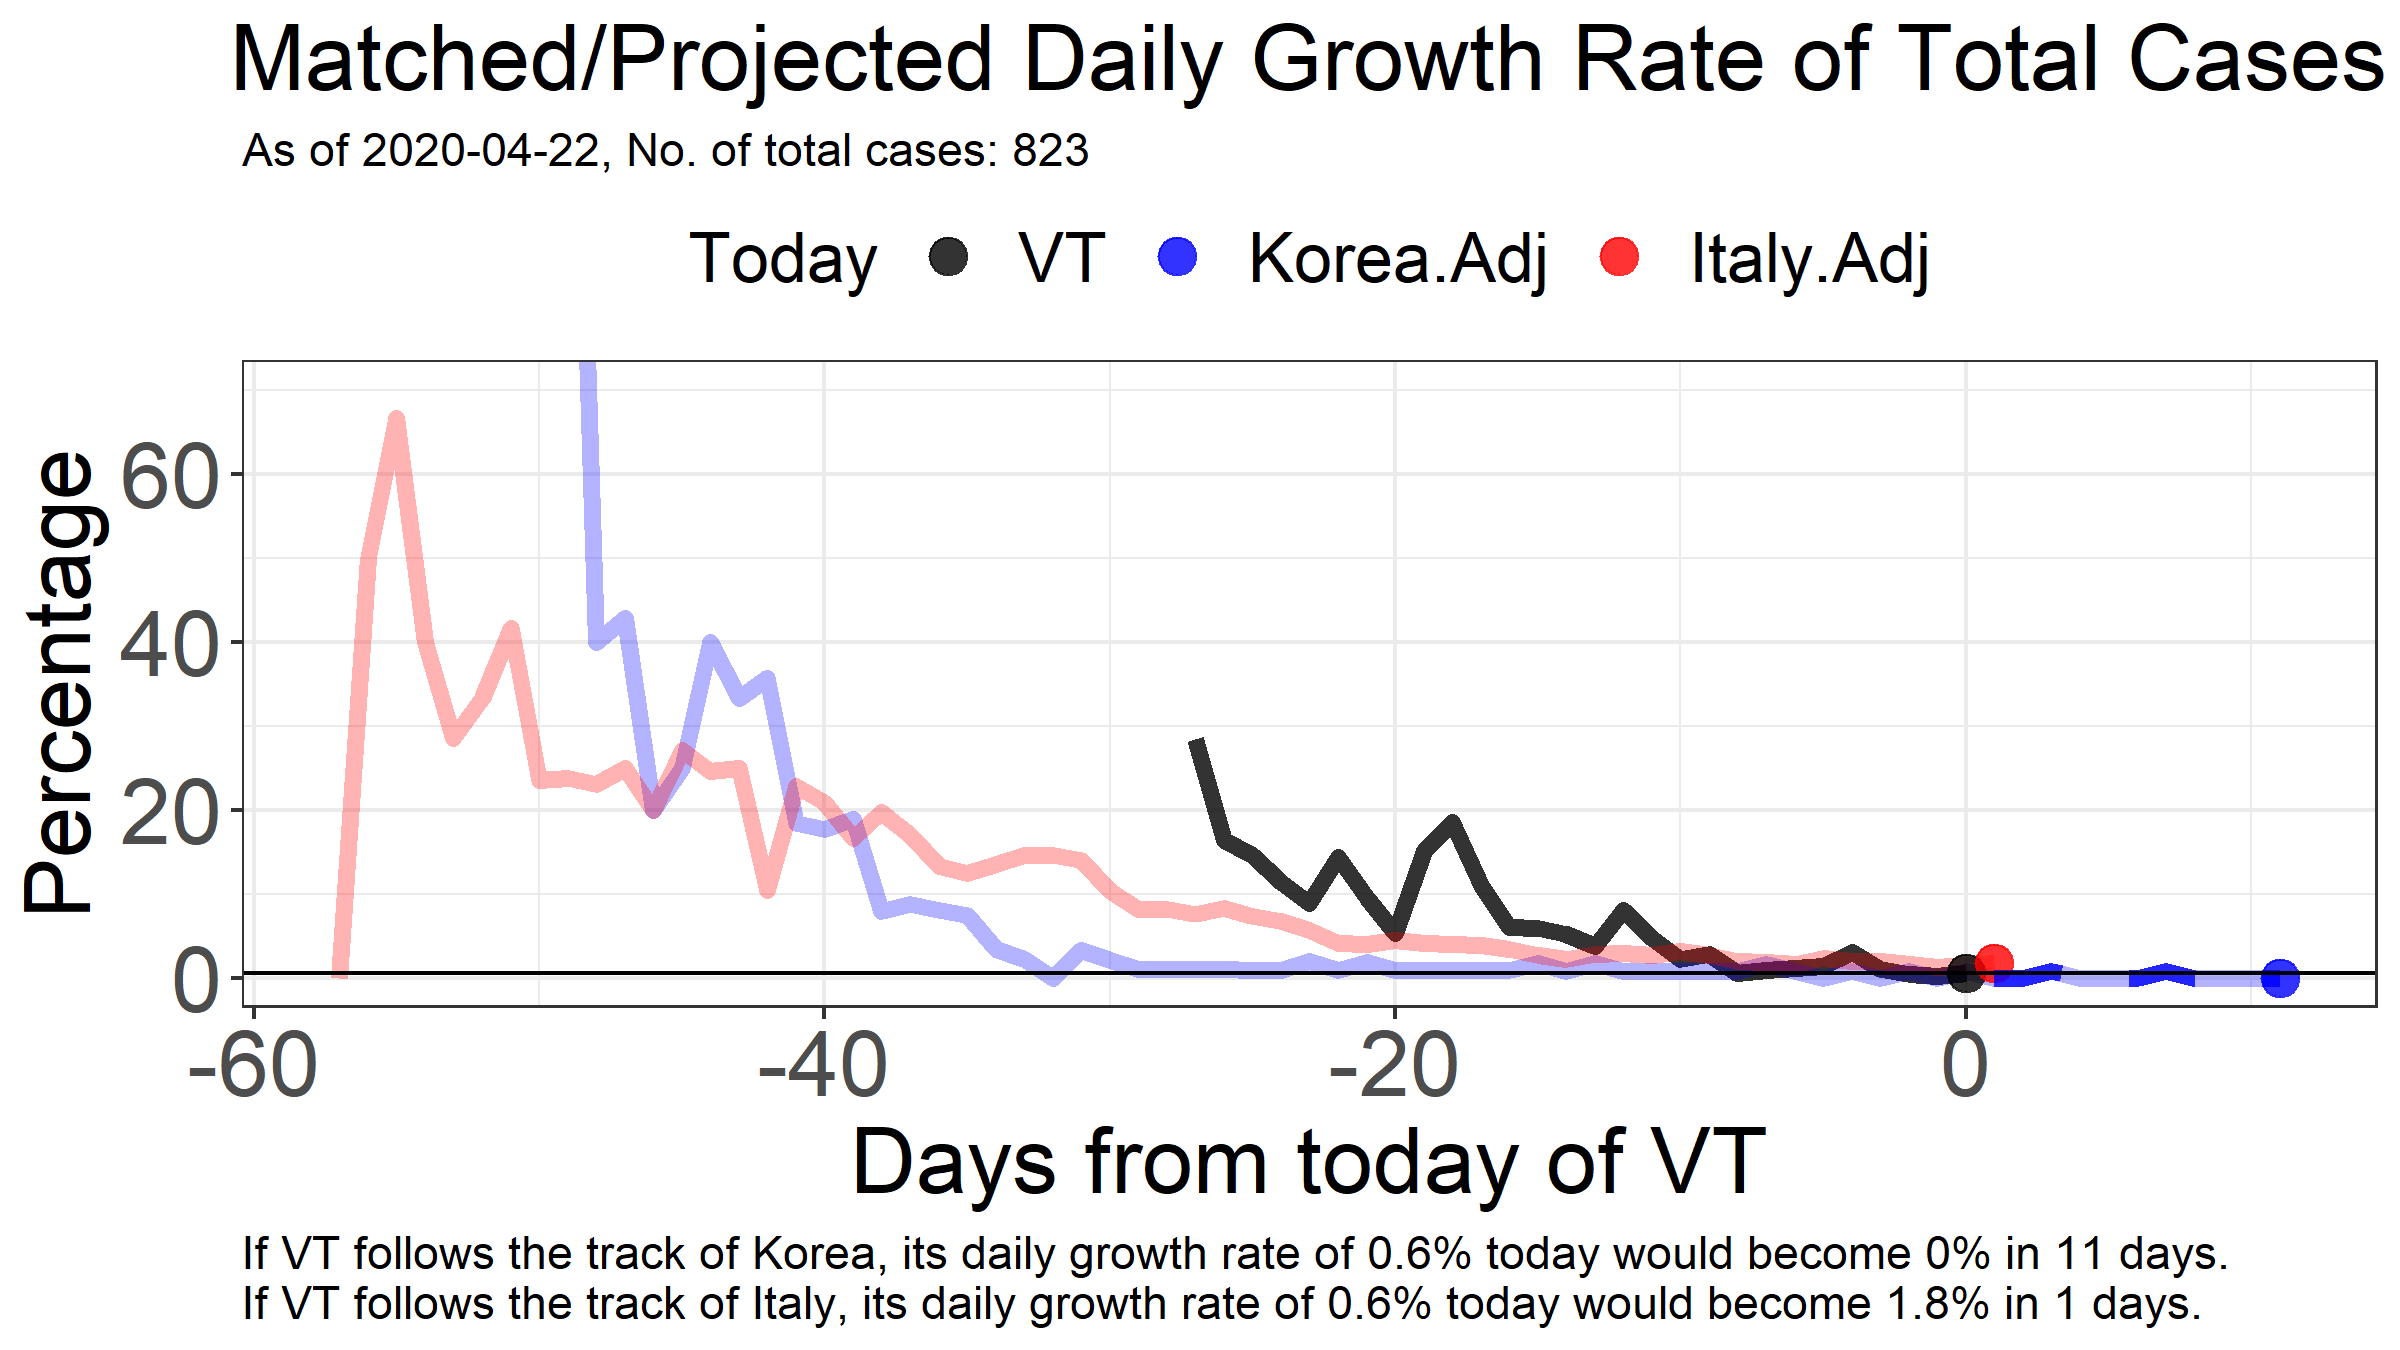 Matched/Projected Daily Growth Rate of Total Cases
As of 2020-04-22, No. of total cases: 823
Today VT Korea.Adj Italy.Adj
Percentage
60
40
20
0
-60 -40 -20 0
Days from today of VT
If VT follows the track of Korea, its daily growth rate of 0.6% today would become 0% in 11 days.
If VT follows the track of Italy, its daily growth rate of 0.6% today would become 1.8% in 1 days.